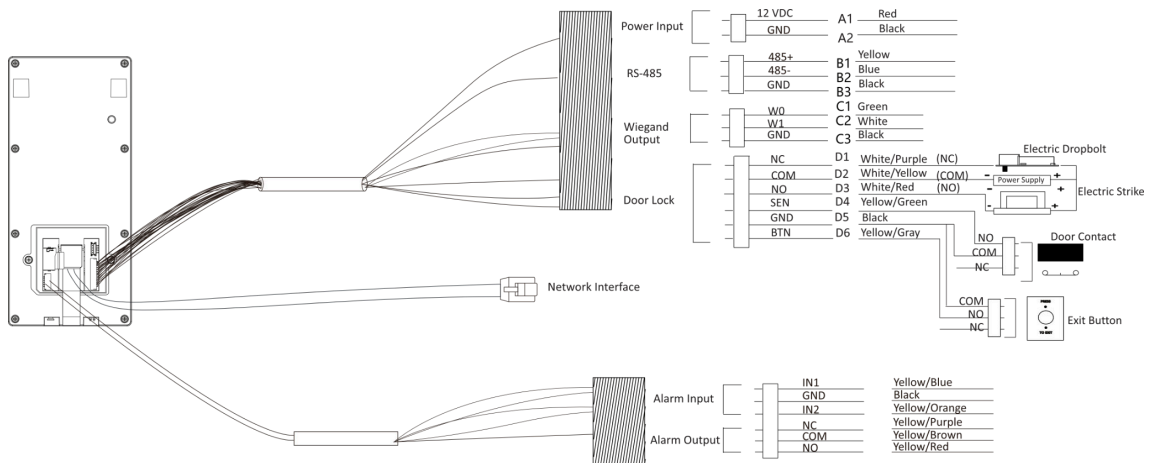 Power Input
12 VDC A1 Red
GND A2 Black
RS-485
485+ B1 Yellow
485- B2 Blue
GND B3 Black
Wiegand
Output
W0 C1 Green
W1 C2 White
GND C3 Black
Door Lock
NC D1 White/Purple (NC)
COM D2 White/Yellow (COM)
NO D3 White/Red (NO)
SEN D4 Yellow/Green
GND D5 Black
BTN D6 Yellow/Gray
Electric Dropbolt
- +
Power Supply
- +
Electric Strike
- +
Door Contact
NO
COM
NC
Network Interface
COM
NO
NC
PRESS
TO EXIT
Exit Button
Alarm Input
IN1 Yellow/Blue
GND Black
IN2 Yellow/Orange
Alarm Output
NC Yellow/Purple
COM Yellow/Brown
NO Yellow/Red